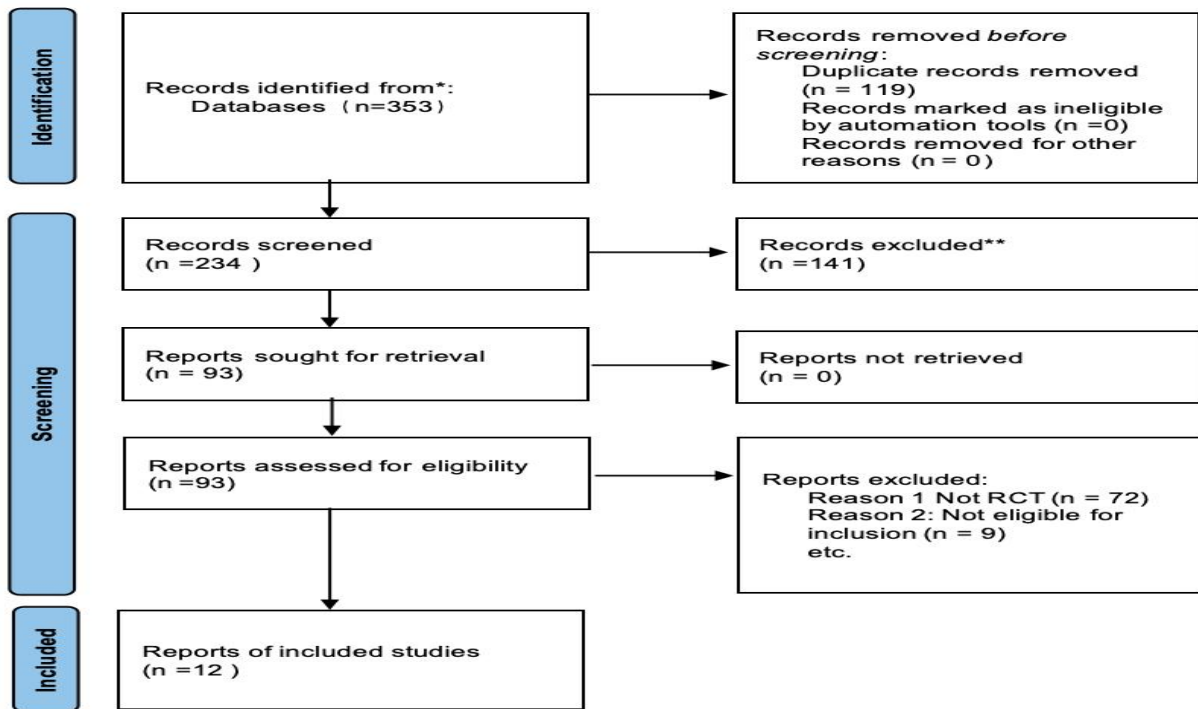 Identification
Records identified from*:
Databases (n=353)
Records removed before
screening:
Duplicate records removed
(n = 119)
Records marked as ineligible
by automation tools (n =0)
Records removed for other
reasons (n = 0)
Screening
Records screened
(n =234 )
Records excluded**
(n =141)
Reports sought for retrieval
(n = 93)
Reports not retrieved
(n = 0)
Reports assessed for eligibility
(n =93)
Reports excluded:
Reason 1 Not RCT (n = 72)
Reason 2: Not eligible for
inclusion (n = 9)
etc.
Included
Reports of included studies
(n =12 )